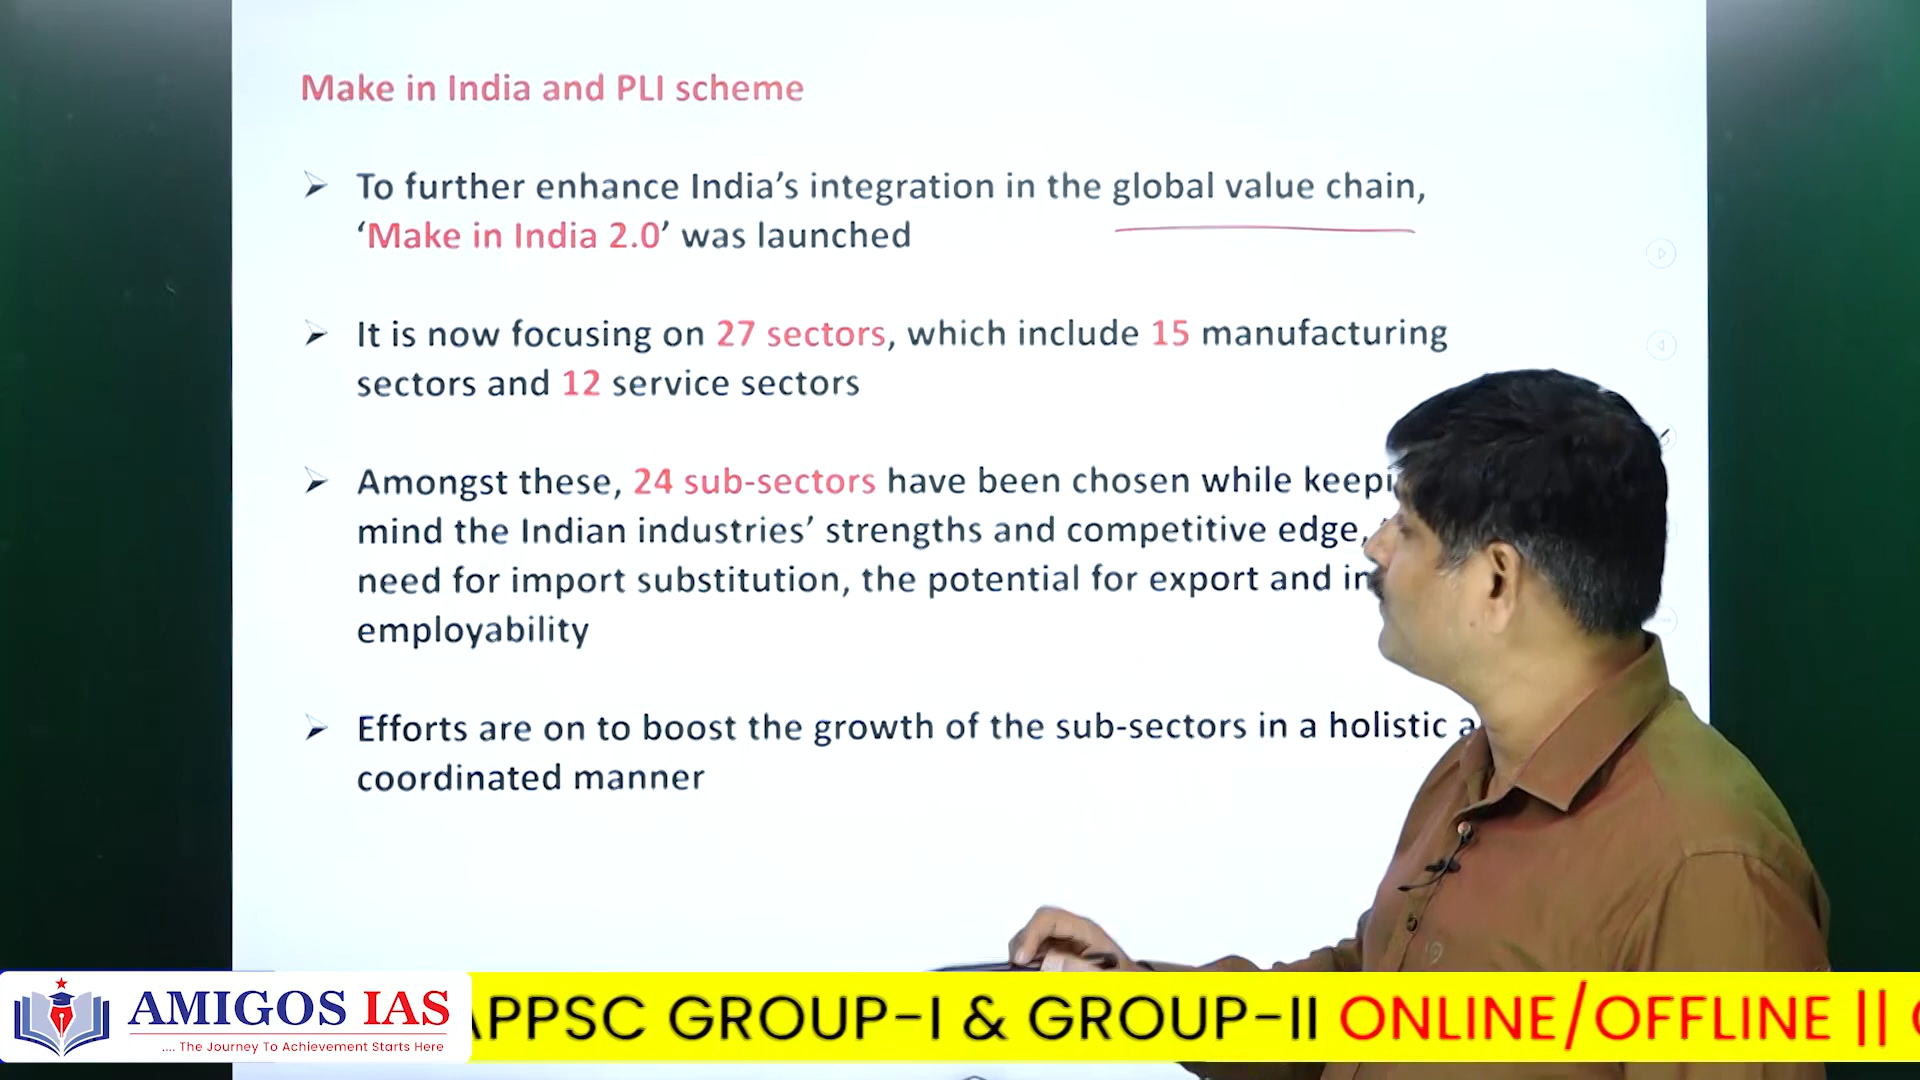 Make in India and PLI scheme
To further enhance India's integration in the global value chain,
‘Make in India 2.0’ was launched
It is now focusing on 27 sectors, which include 15 manufacturing
sectors and 12 service sectors
Amongst these, 24 sub-sectors have been chosen while
mind the Indian industries’ strengths and competitive edge,
need for import substitution, the potential for export and
employability
Efforts are on to boost the growth of the sub-sectors in a holistic
coordinated manner
AMIGOS IAS
.... The Journey To Achievement Starts Here
APPSC GROUP-I & GROUP-II ONLINE/OFFLINE ||